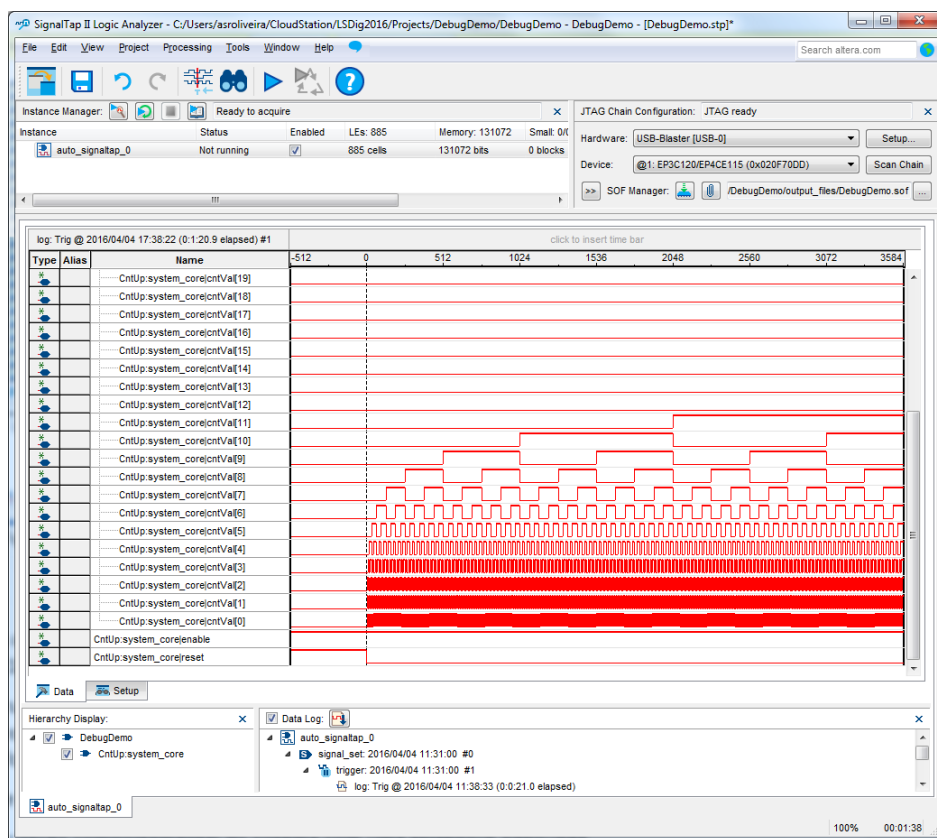 SignalTap II Logic Analyzer - C:/Users/asroliveira/CloudStation/LSDig2016/Projects/DebugDemo/DebugDemo - DebugDemo - [DebugDemo.stp]*
File Edit View Project Processing Tools Window Help
Search altera.com
Instance Manager: Ready to acquire
Instance Status Enabled LEs: 885 Memory: 131072 Small: 0/0
auto_signaltap_0 Not running 885 cells 131072 bits 0 blocks
JTAG Chain Configuration: JTAG ready
Hardware: USB-Blaster [USB-0] Setup...
Device: @1: EP3C120/EP4CE115 (0x020F70DD) Scan Chain
>> SOF Manager: /DebugDemo/output_files/DebugDemo.sof ...
log: Trig @ 2016/04/04 17:38:22 (0:1:20.9 elapsed) #1 click to insert time bar
Type Alias Name -512 0 512 1024 1536 2048 2560 3072 3584
CntUp:system_core|cntVal[19]
CntUp:system_core|cntVal[18]
CntUp:system_core|cntVal[17]
CntUp:system_core|cntVal[16]
CntUp:system_core|cntVal[15]
CntUp:system_core|cntVal[14]
CntUp:system_core|cntVal[13]
CntUp:system_core|cntVal[12]
CntUp:system_core|cntVal[11]
CntUp:system_core|cntVal[10]
CntUp:system_core|cntVal[9]
CntUp:system_core|cntVal[8]
CntUp:system_core|cntVal[7]
CntUp:system_core|cntVal[6]
CntUp:system_core|cntVal[5]
CntUp:system_core|cntVal[4]
CntUp:system_core|cntVal[3]
CntUp:system_core|cntVal[2]
CntUp:system_core|cntVal[1]
CntUp:system_core|cntVal[0]
CntUp:system_core|enable
CntUp:system_core|reset
Data Setup
Hierarchy Display:
DebugDemo
CntUp:system_core
Data Log:
auto_signaltap_0
signal_set: 2016/04/04 11:31:00 #0
trigger: 2016/04/04 11:31:00 #1
log: Trig @ 2016/04/04 11:38:33 (0:0:21.0 elapsed)
auto_signaltap_0
100% 00:01:38